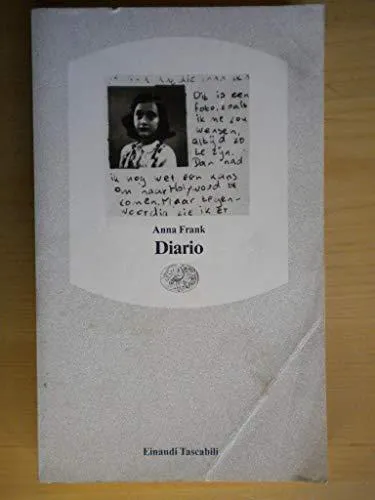 Dit is een
foto, zoals
ik me zou
wensen,
altijd zo
te zijn.
Dan had
ik nog wel een kans
om naar Holywood te
komen. Maar tegen-
woordig zie ik er
Anna Frank
Diario
Einaudi Tascabili